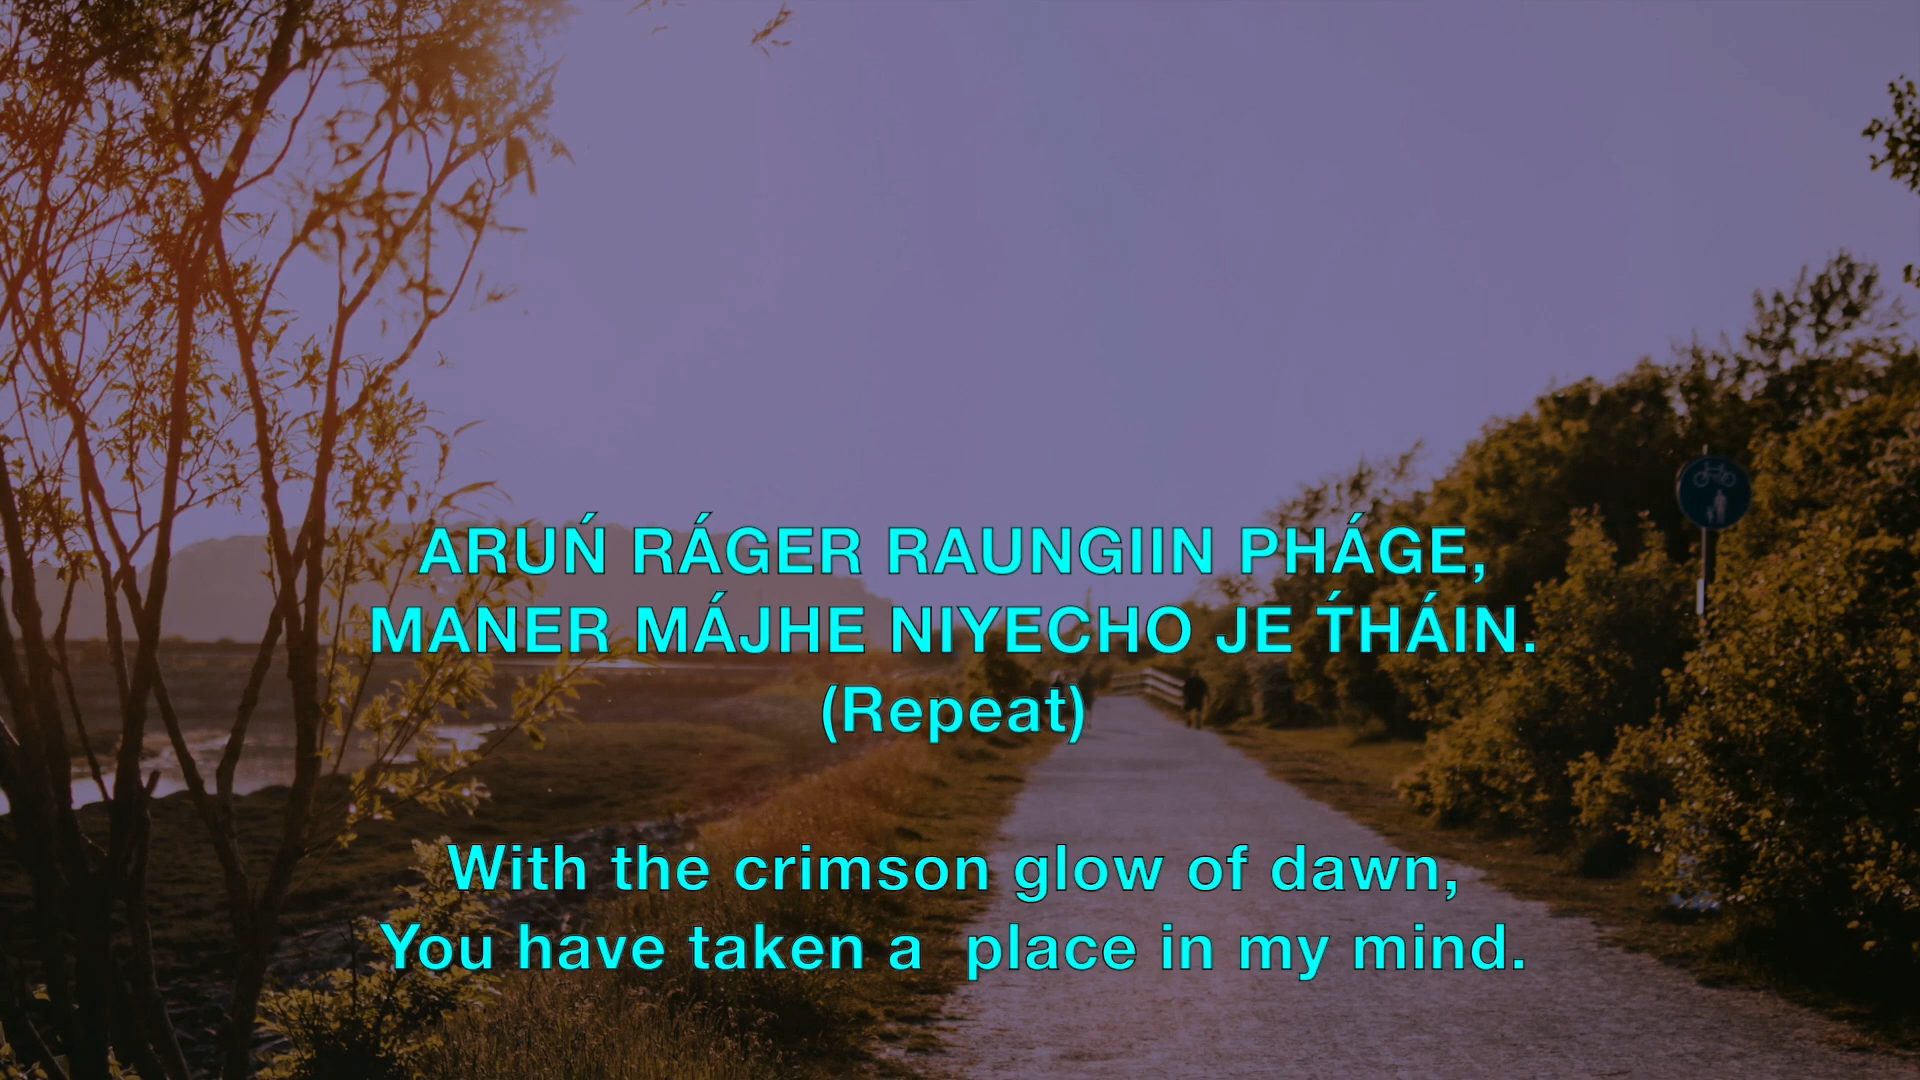 ARUŃ RÁGER RAUNGIIN PHÁGE,
MANER MÁJHE NIYECHO JE T́HÁIN.
(Repeat)
With the crimson glow of dawn,
You have taken a  place in my mind.